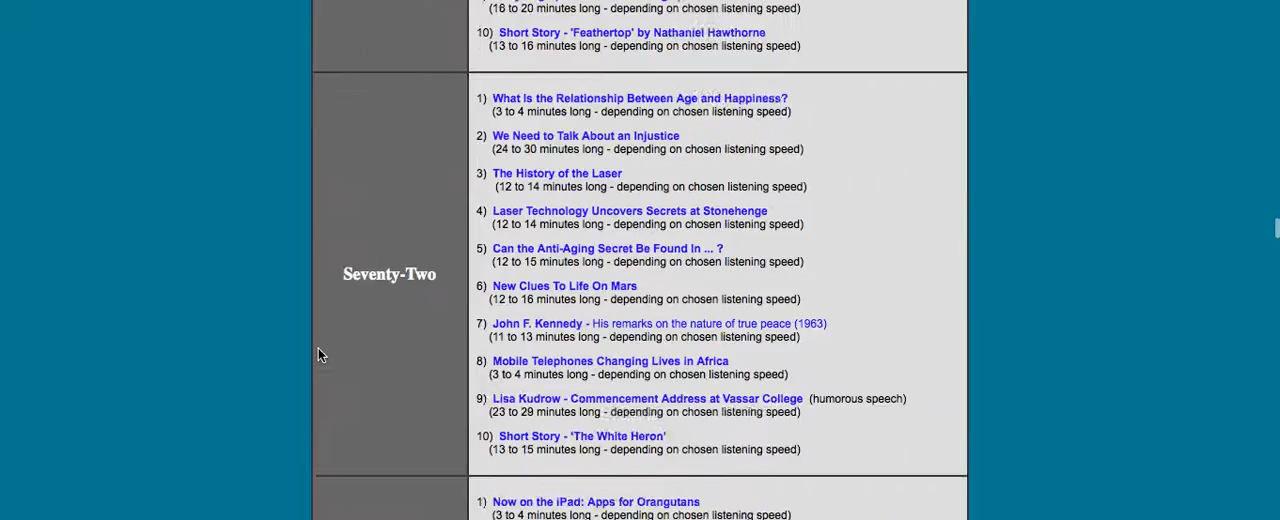 (16 to 20 minutes long - depending on chosen listening speed)
10) Short Story - 'Feathertop' by Nathaniel Hawthorne
(13 to 16 minutes long - depending on chosen listening speed)
Seventy-Two
1) What Is the Relationship Between Age and Happiness?
(3 to 4 minutes long - depending on chosen listening speed)
2) We Need to Talk About an Injustice
(24 to 30 minutes long - depending on chosen listening speed)
3) The History of the Laser
(12 to 14 minutes long - depending on chosen listening speed)
4) Laser Technology Uncovers Secrets at Stonehenge
(12 to 14 minutes long - depending on chosen listening speed)
5) Can the Anti-Aging Secret Be Found In ... ?
(12 to 15 minutes long - depending on chosen listening speed)
6) New Clues To Life On Mars
(12 to 16 minutes long - depending on chosen listening speed)
7) John F. Kennedy - His remarks on the nature of true peace (1963)
(11 to 13 minutes long - depending on chosen listening speed)
8) Mobile Telephones Changing Lives in Africa
(3 to 4 minutes long - depending on chosen listening speed)
9) Lisa Kudrow - Commencement Address at Vassar College (humorous speech)
(23 to 29 minutes long - depending on chosen listening speed)
10) Short Story - 'The White Heron'
(13 to 15 minutes long - depending on chosen listening speed)
1) Now on the iPad: Apps for Orangutans
(3 to 4 minutes long - depending on chosen listening speed)